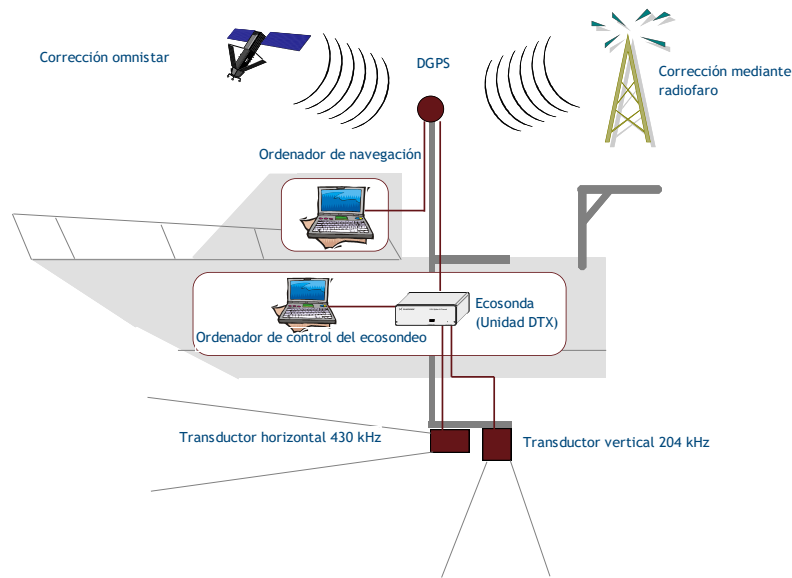 Corrección omnistar
DGPS
Corrección mediante
radiofaro
Ordenador de navegación
Ecosonda
(Unidad DTX)
Ordenador de control del ecosondeo
Transductor horizontal 430 kHz
Transductor vertical 204 kHz